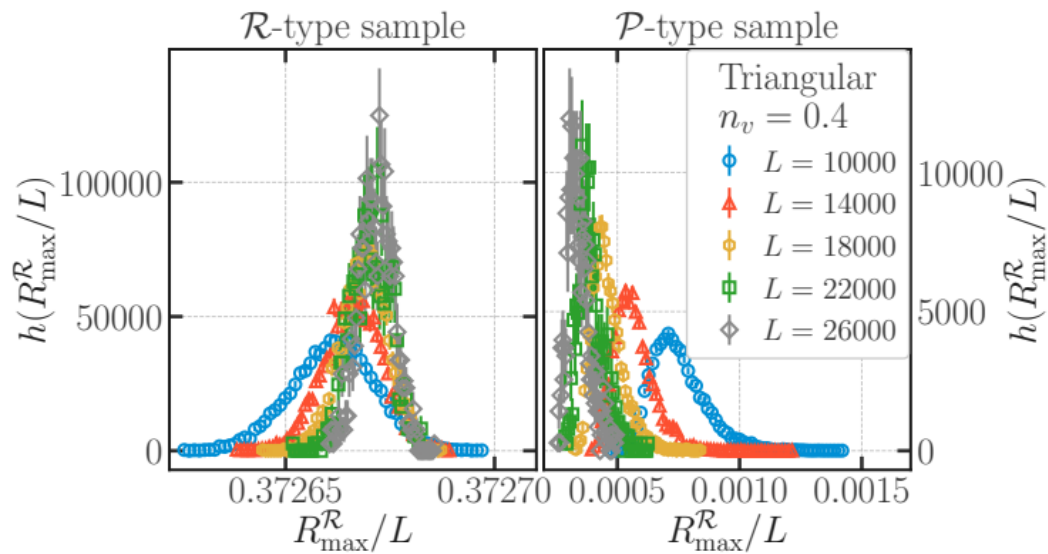 R-type sample
P-type sample
Triangular
n_v = 0.4
L = 10000
L = 14000
L = 18000
L = 22000
L = 26000
h(R^R_max/L)
100000
50000
0
0.37265
0.37270
R^R_max/L
h(R^R_max/L)
10000
5000
0
0.0005
0.0010
0.0015
R^R_max/L